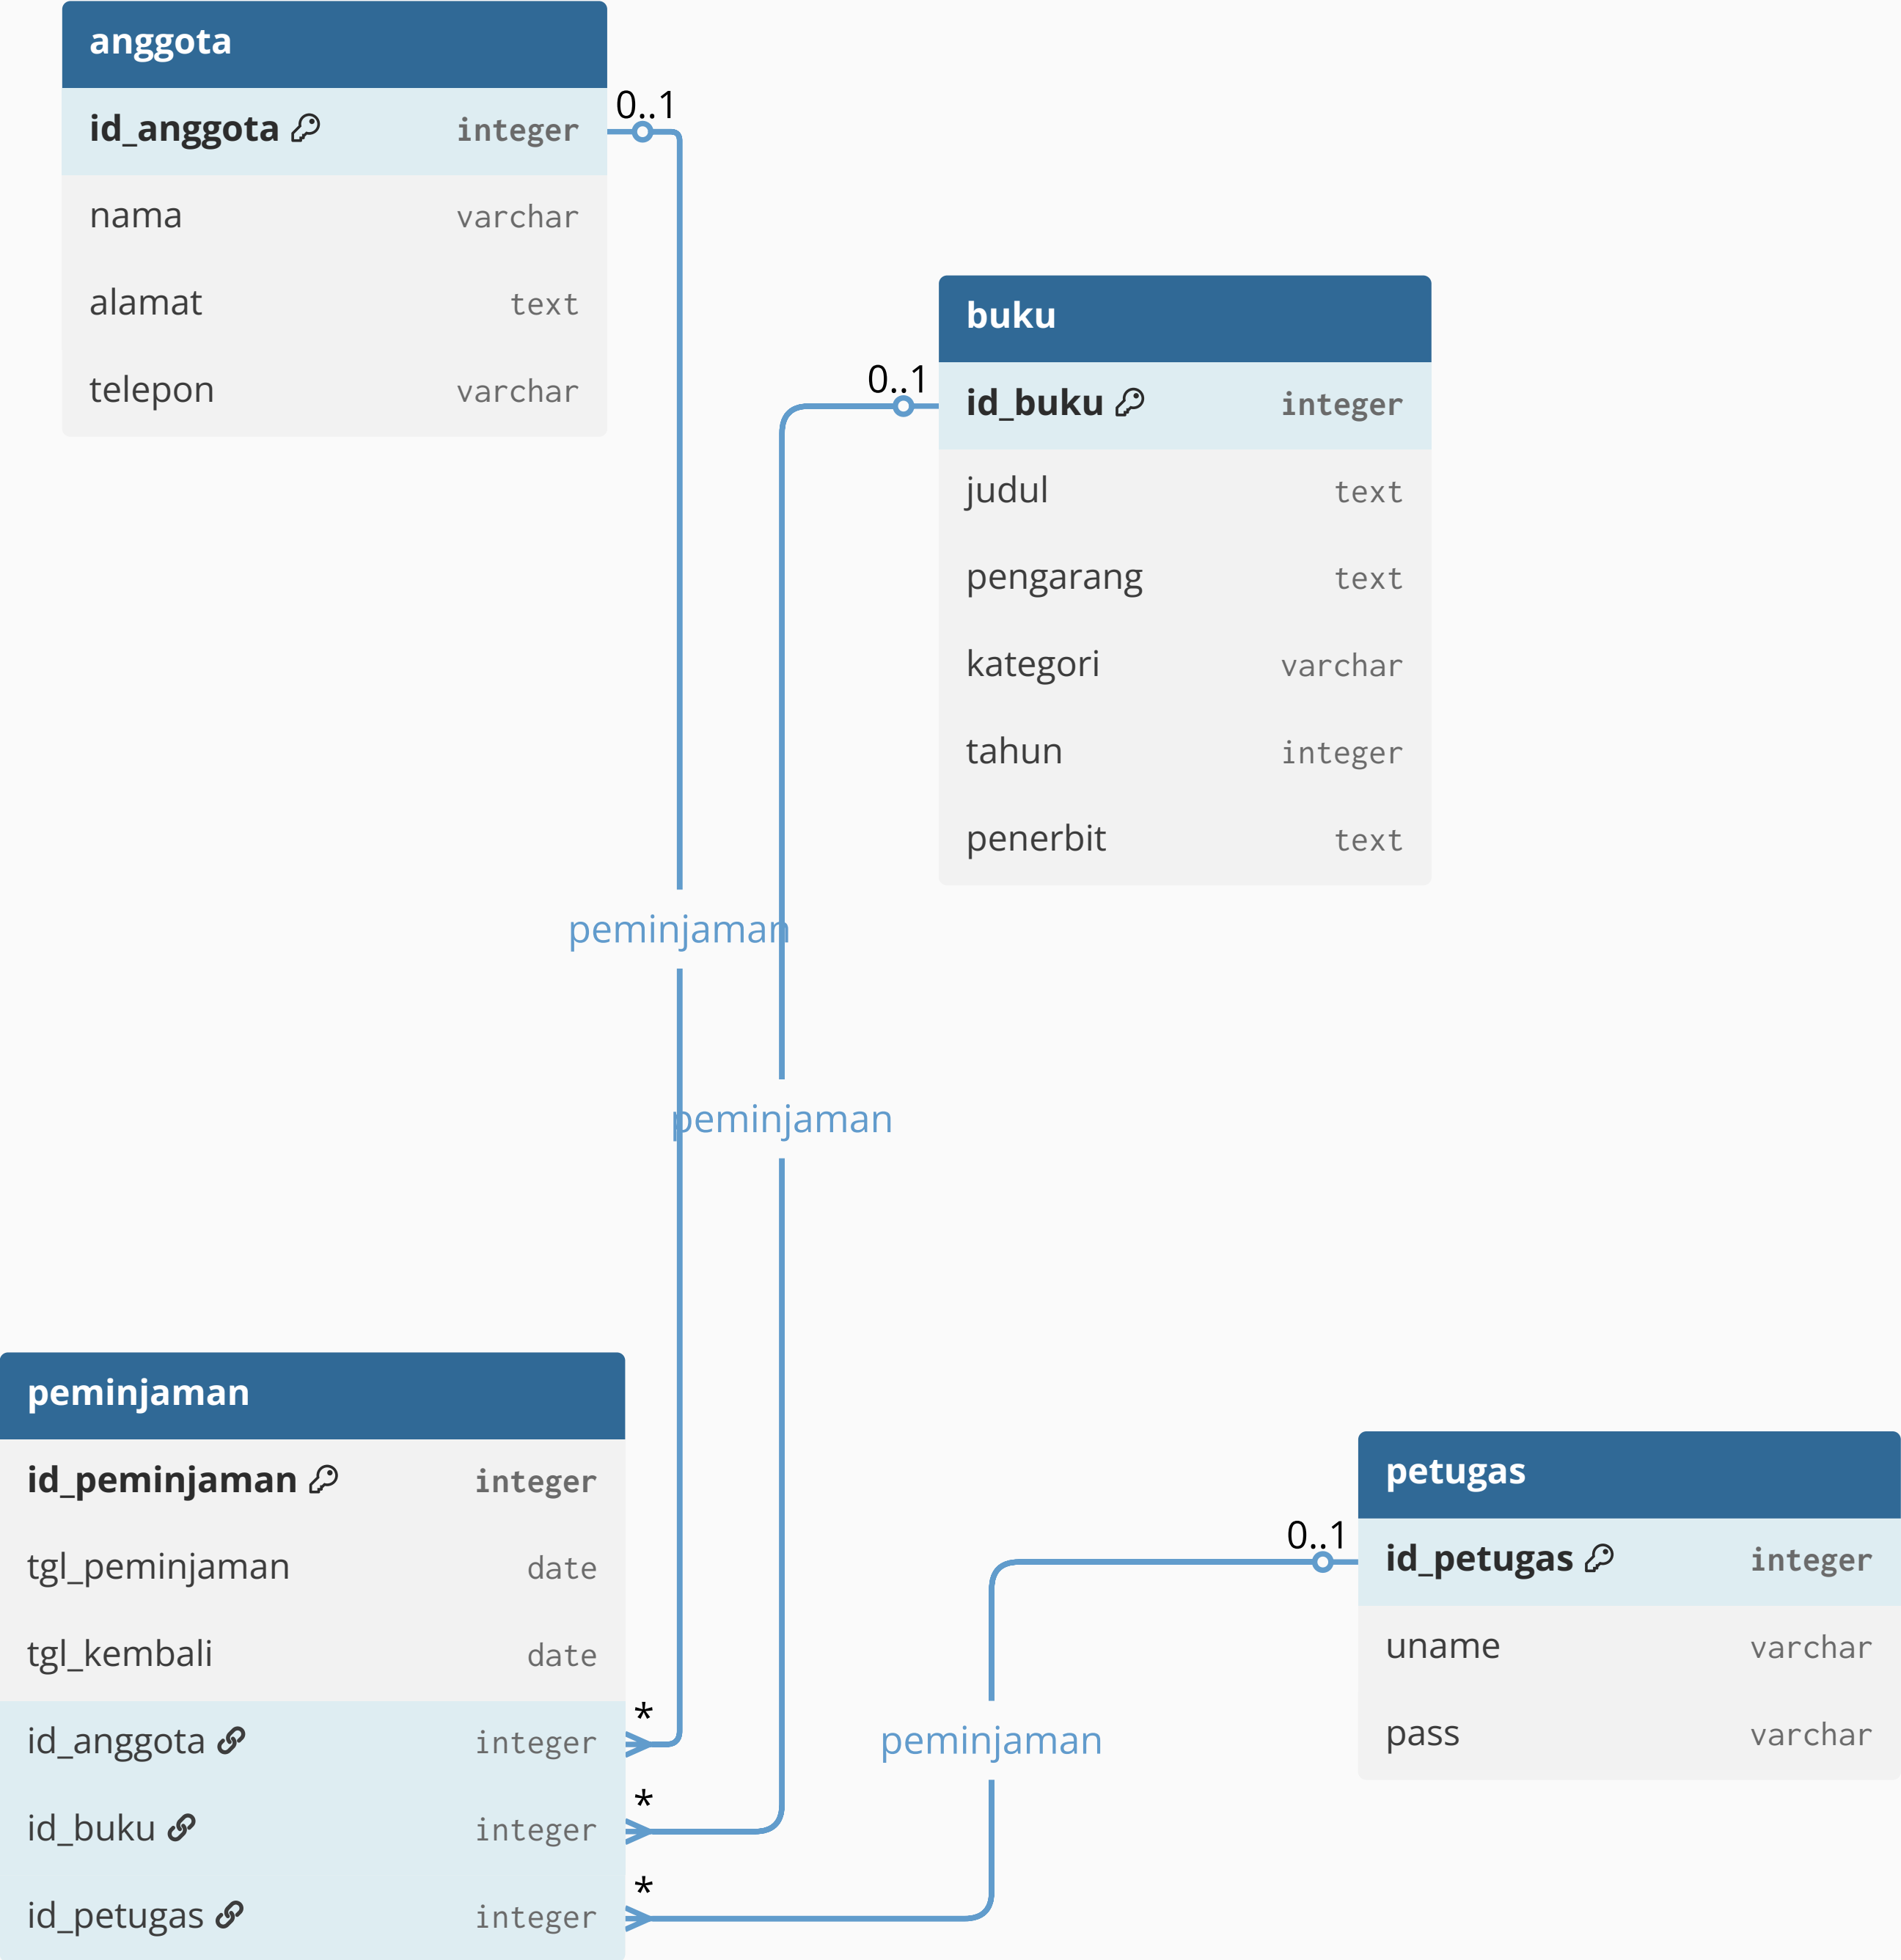 anggota
id_anggota integer
nama varchar
alamat text
telepon varchar
0..1
buku
id_buku integer
judul text
pengarang text
kategori varchar
tahun integer
penerbit text
0..1
peminjaman
peminjaman
peminjaman
id_peminjaman integer
tgl_peminjaman date
tgl_kembali date
id_anggota integer
id_buku integer
id_petugas integer
*
*
*
peminjaman
0..1
petugas
id_petugas integer
uname varchar
pass varchar